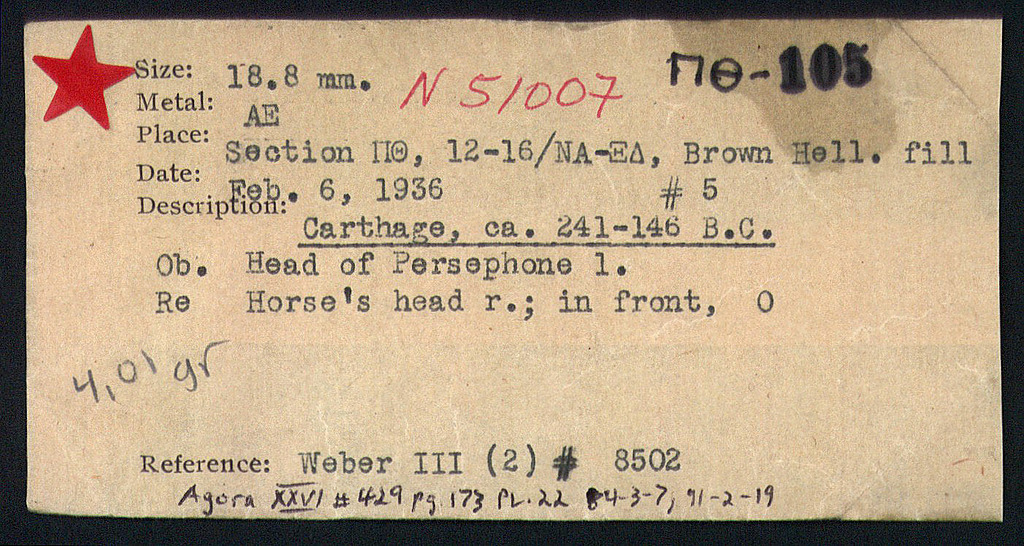 ΠΘ-105
Size: 18.8 mm. N 51007
Metal: AE
Place: Section ΠΘ, 12-16/ΝΑ-ΞΔ, Brown Hell. fill
Date: Feb. 6, 1936 # 5
Description:
Carthage, ca. 241-146 B.C.
Ob. Head of Persephone l.
Re Horse's head r.; in front, O
4,01 gr
Reference: Weber III (2) # 8502
Agora XXVI # 429 pg. 173 PL. 22 84-3-7, 91-2-19